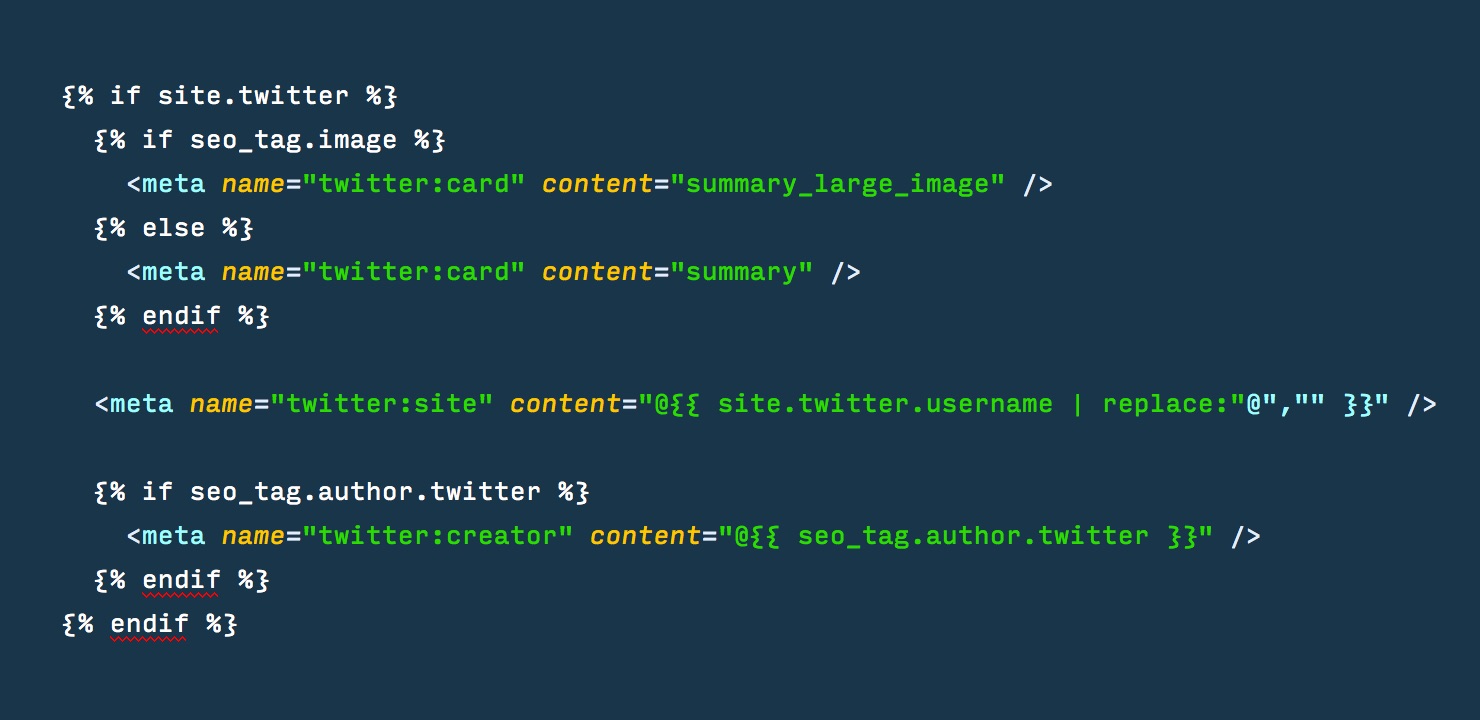 {% if site.twitter %}
{% if seo_tag.image %}
<meta name="twitter:card" content="summary_large_image" />
{% else %}
<meta name="twitter:card" content="summary" />
{% endif %}
<meta name="twitter:site" content="@{{ site.twitter.username | replace:"@","" }}" />
{% if seo_tag.author.twitter %}
<meta name="twitter:creator" content="@{{ seo_tag.author.twitter }}" />
{% endif %}
{% endif %}